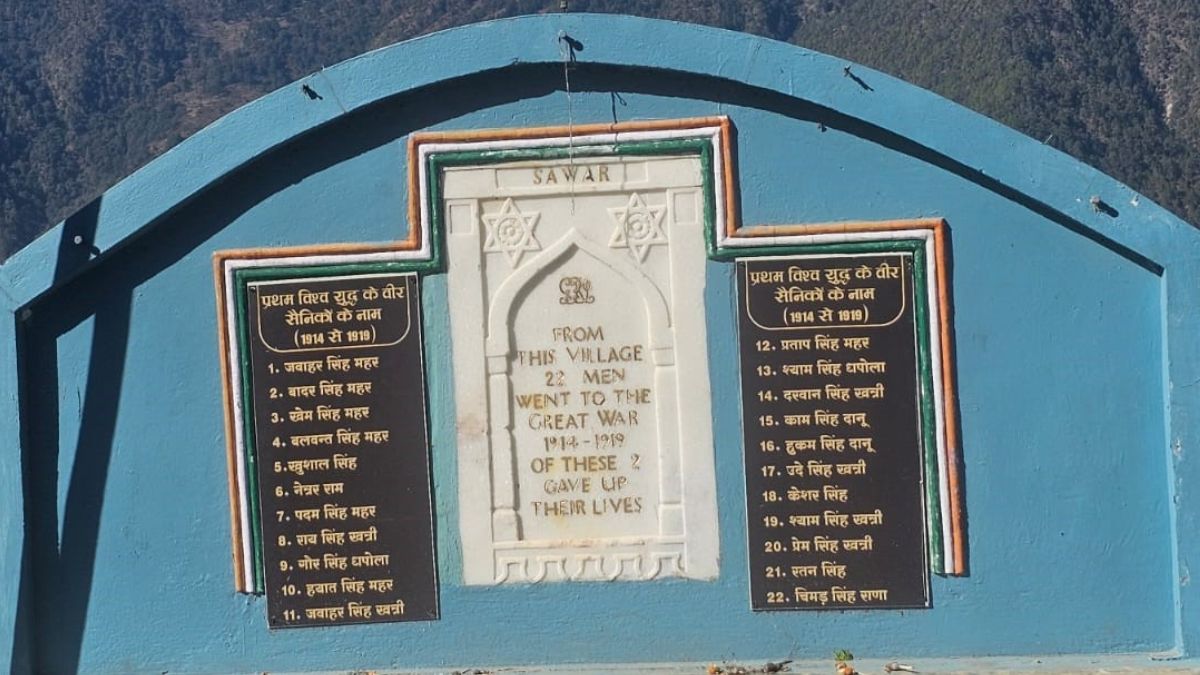 प्रथम विश्व युद्ध के वीर
सैनिकों के नाम
(1914 से 1919)
1. जवाहर सिंह महर
2. बादर सिंह महर
3. खेम सिंह महर
4. बलवन्त सिंह महर
5. खुशाल सिंह
6. नेत्रर राम
7. पदम सिंह महर
8. राय सिंह खत्री
9. गोर सिंह धपोला
10. हबात सिंह महर
11. जवाहर सिंह खत्री
SAWAR
FROM
THIS VILLAGE
22 MEN
WENT TO THE
GREAT WAR
1914-1919
OF THESE 2
GAVE UP
THEIR LIVES
प्रथम विश्व युद्ध के वीर
सैनिकों के नाम
(1914 से 1919)
12. प्रताप सिंह महर
13. श्याम सिंह धपोला
14. दरवान सिंह खत्री
15. काम सिंह दानू
16. हुकम सिंह दानू
17. उदे सिंह खत्री
18. केशर सिंह
19. श्याम सिंह खत्री
20. प्रेम सिंह खत्री
21. रतन सिंह
22. चिमड़ सिंह राणा